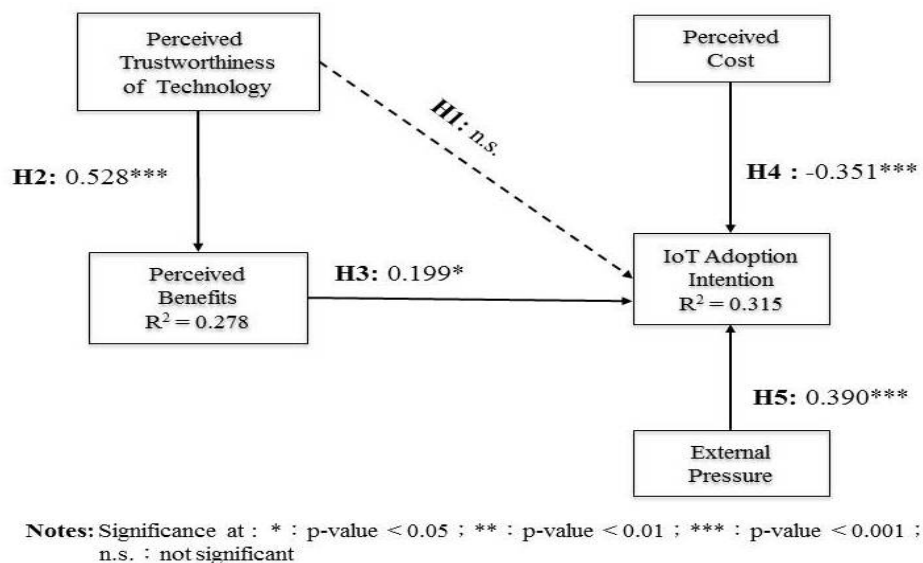 Perceived
Trustworthiness
of Technology
Perceived
Cost
H1: n.s.
H2: 0.528***
H4 : -0.351***
Perceived
Benefits
R² = 0.278
H3: 0.199*
IoT Adoption
Intention
R² = 0.315
H5: 0.390***
External
Pressure
Notes: Significance at : * : p-value < 0.05 ; ** : p-value < 0.01 ; *** : p-value < 0.001 ;
n.s. : not significant